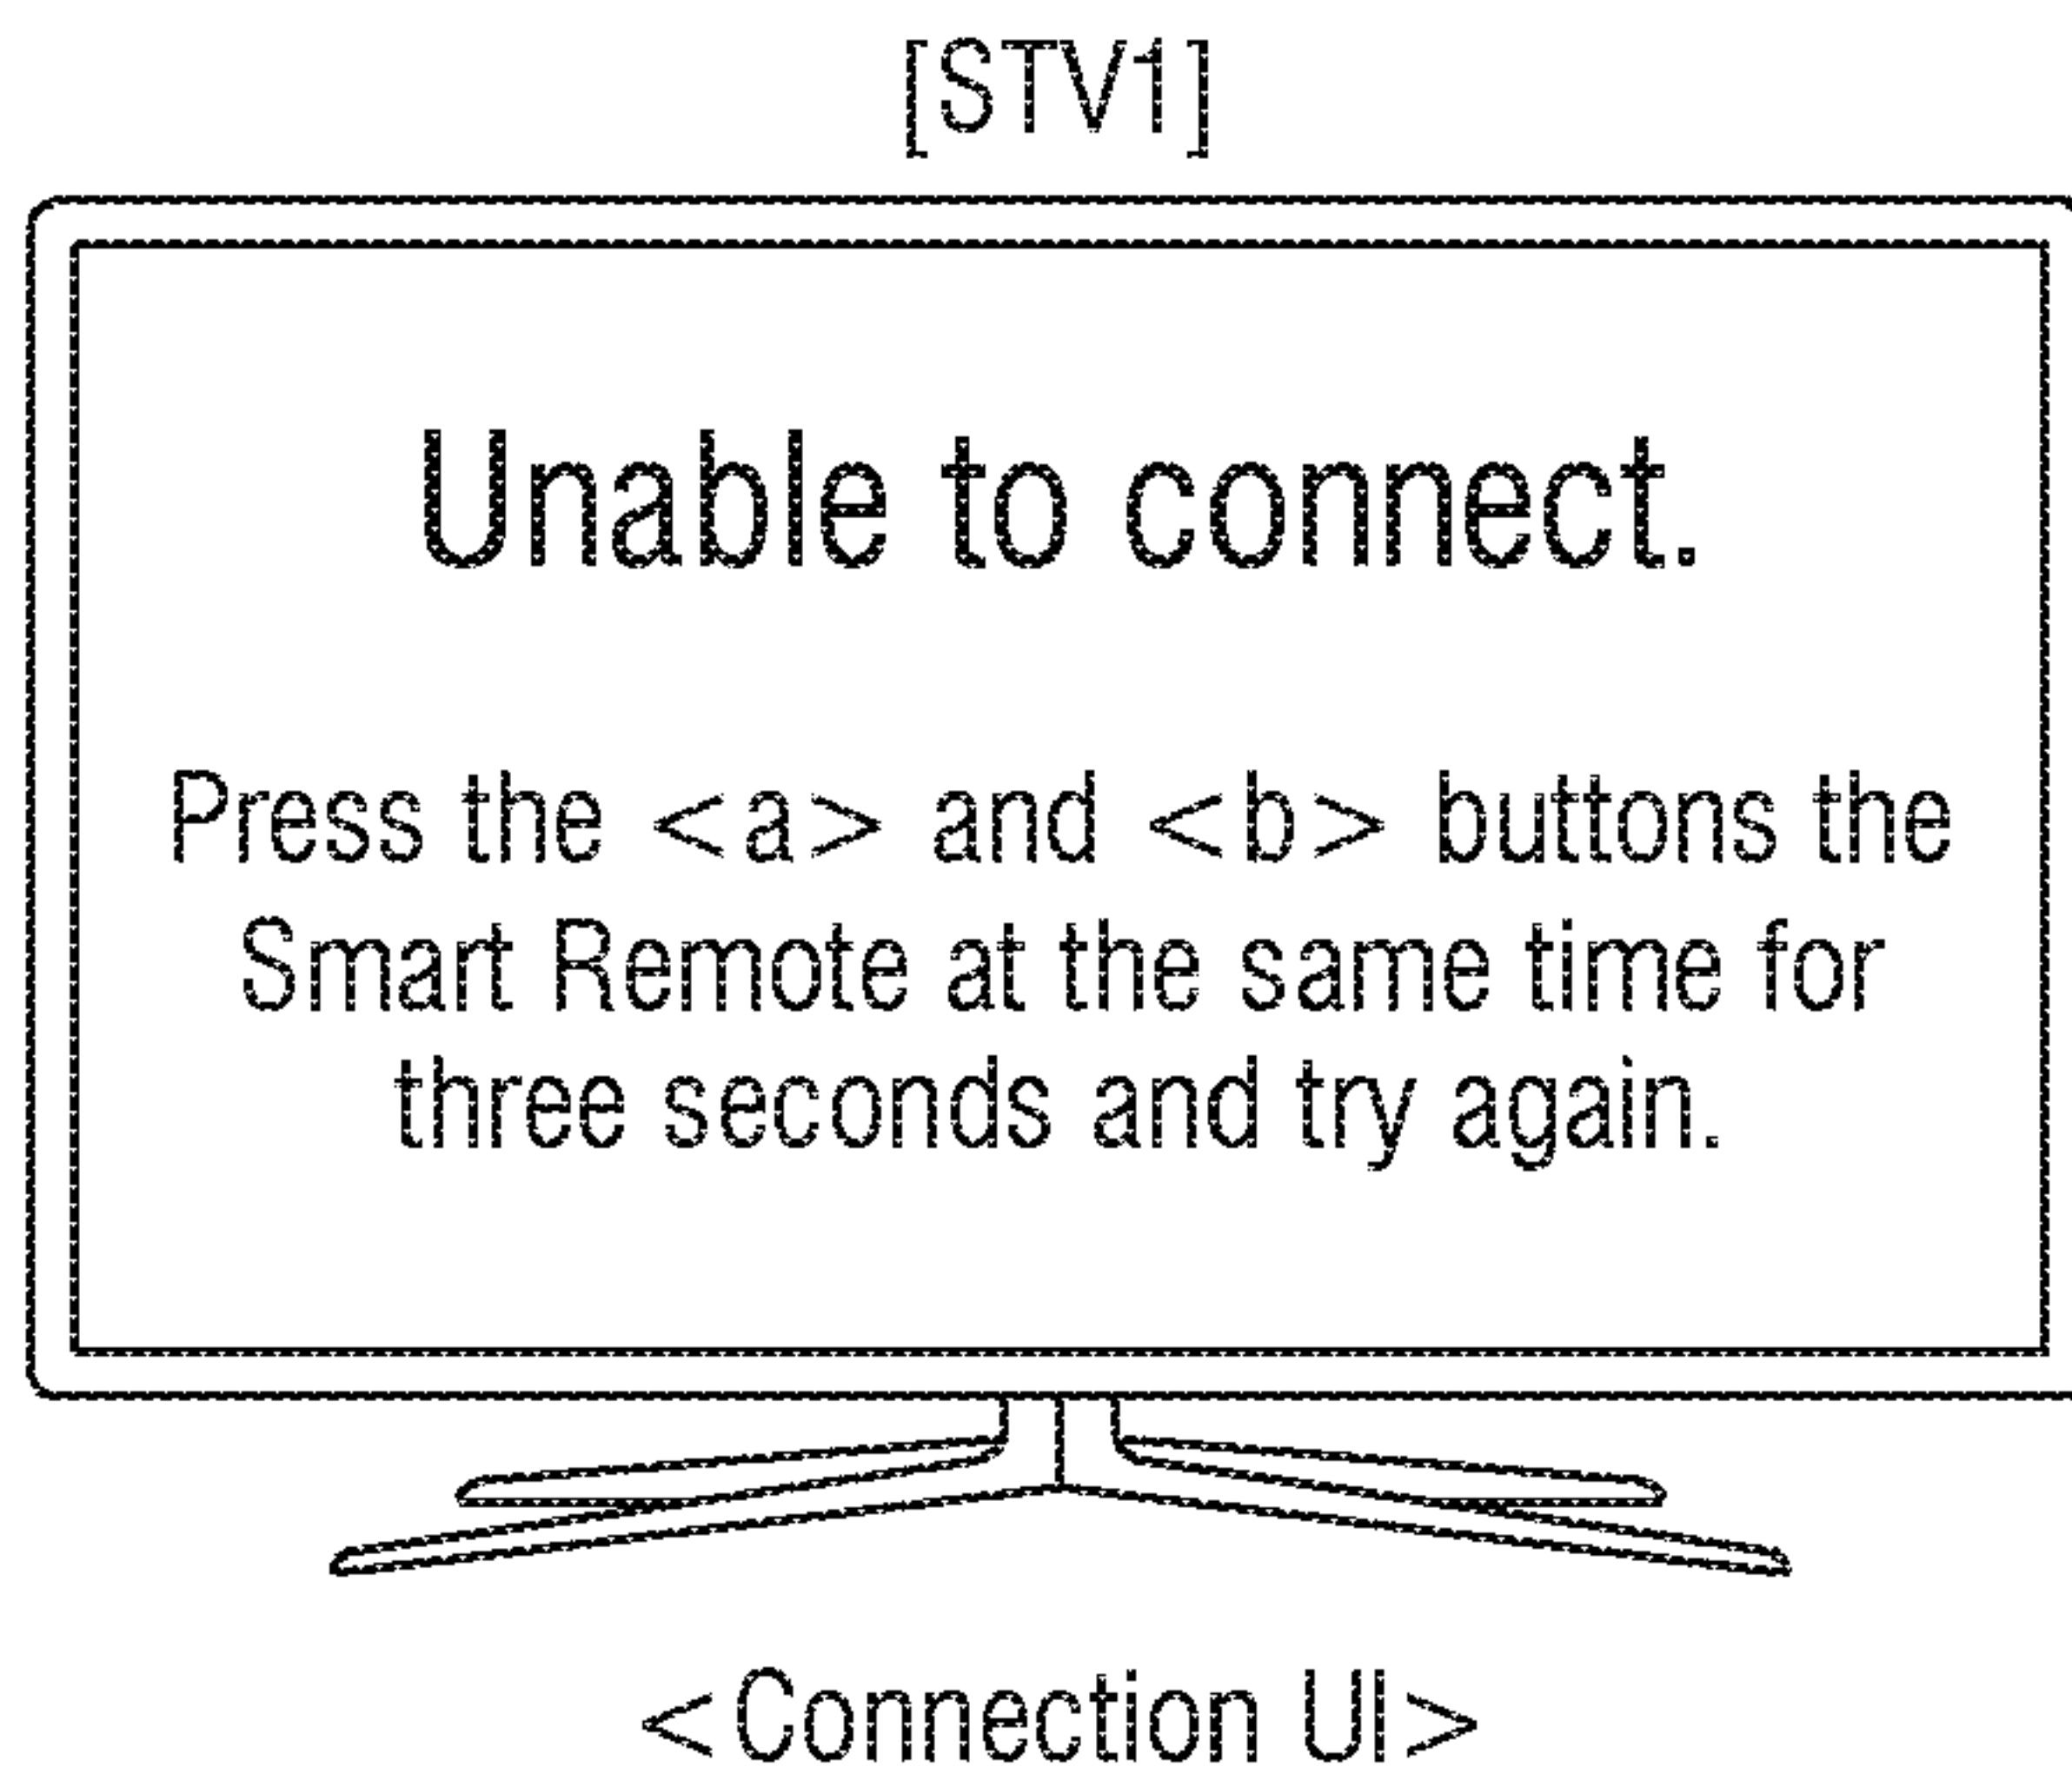 [STV1]
Unable to connect.
Press the <a> and <b> buttons the
Smart Remote at the same time for
three seconds and try again.
<Connection UI>